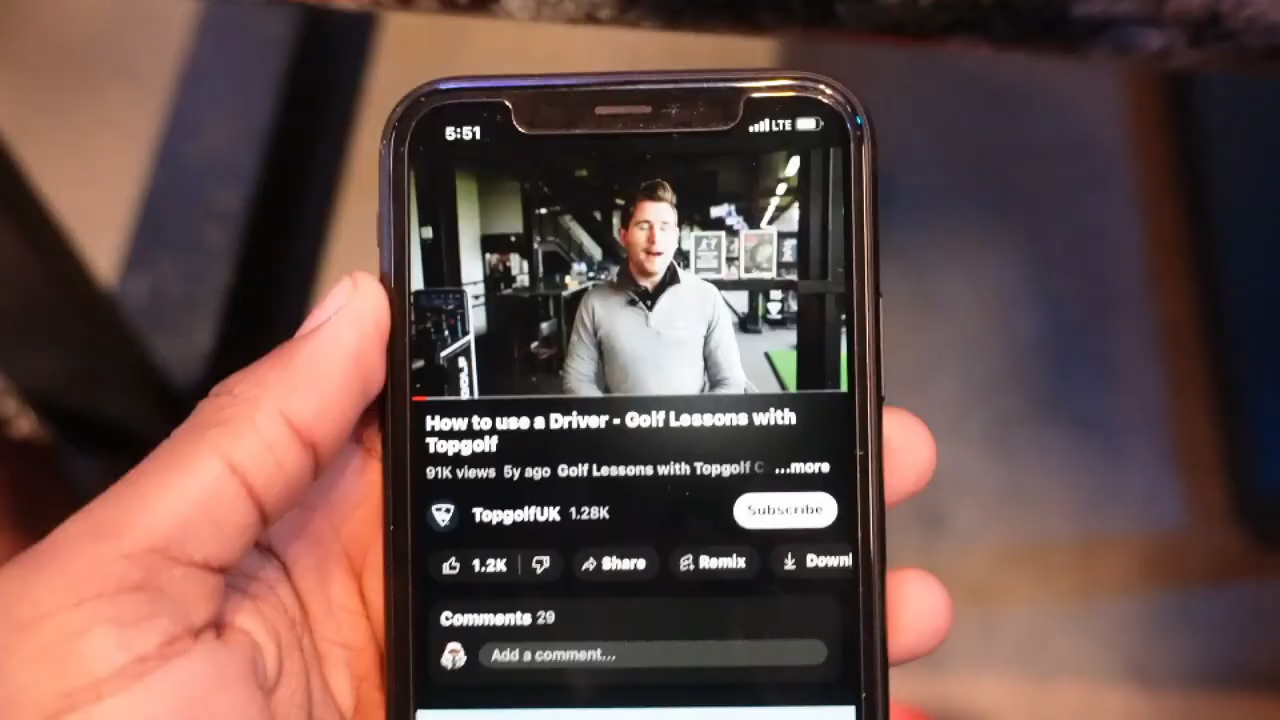 5:51 LTE
GOLF
How to use a Driver - Golf Lessons with
Topgolf
91K views 5y ago Golf Lessons with Topgolf C ...more
TopgolfUK 1.28K Subscribe
1.2K Share Remix Downl
Comments 29
Add a comment...